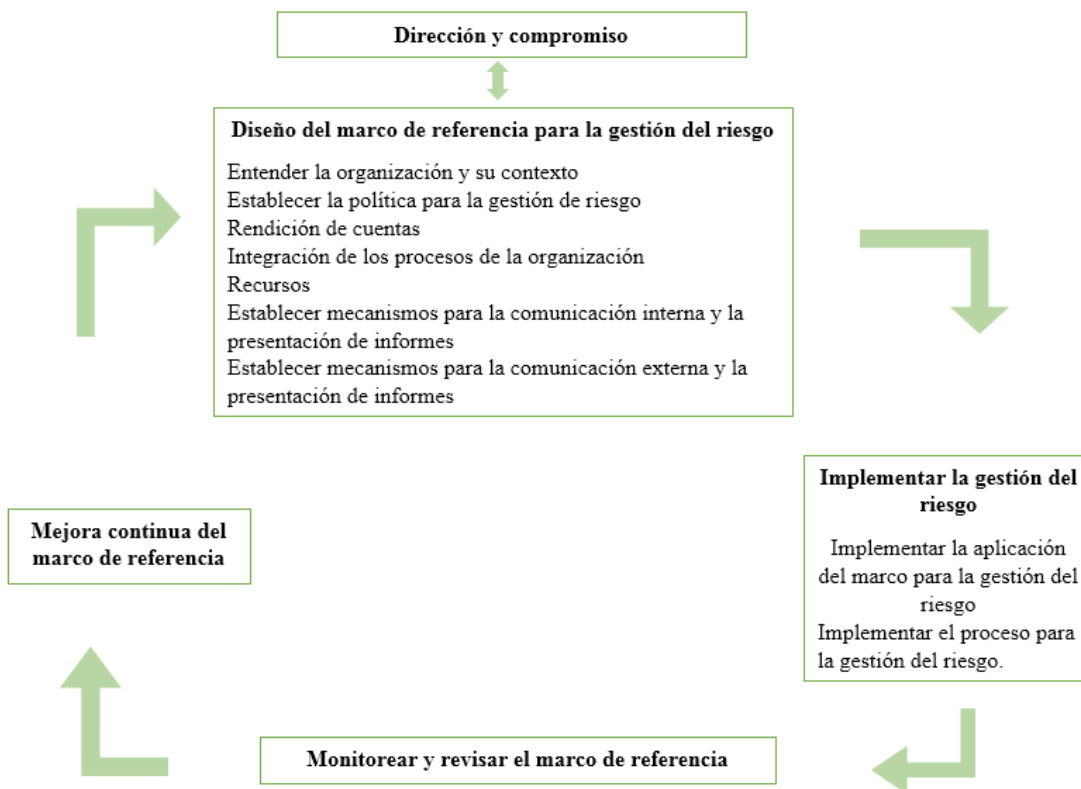 Dirección y compromiso
Diseño del marco de referencia para la gestión del riesgo
Entender la organización y su contexto
Establecer la política para la gestión de riesgo
Rendición de cuentas
Integración de los procesos de la organización
Recursos
Establecer mecanismos para la comunicación interna y la
presentación de informes
Establecer mecanismos para la comunicación externa y la
presentación de informes
Implementar la gestión del
riesgo
Implementar la aplicación
del marco para la gestión del
riesgo
Implementar el proceso para
la gestión del riesgo.
Monitorear y revisar el marco de referencia
Mejora continua del
marco de referencia